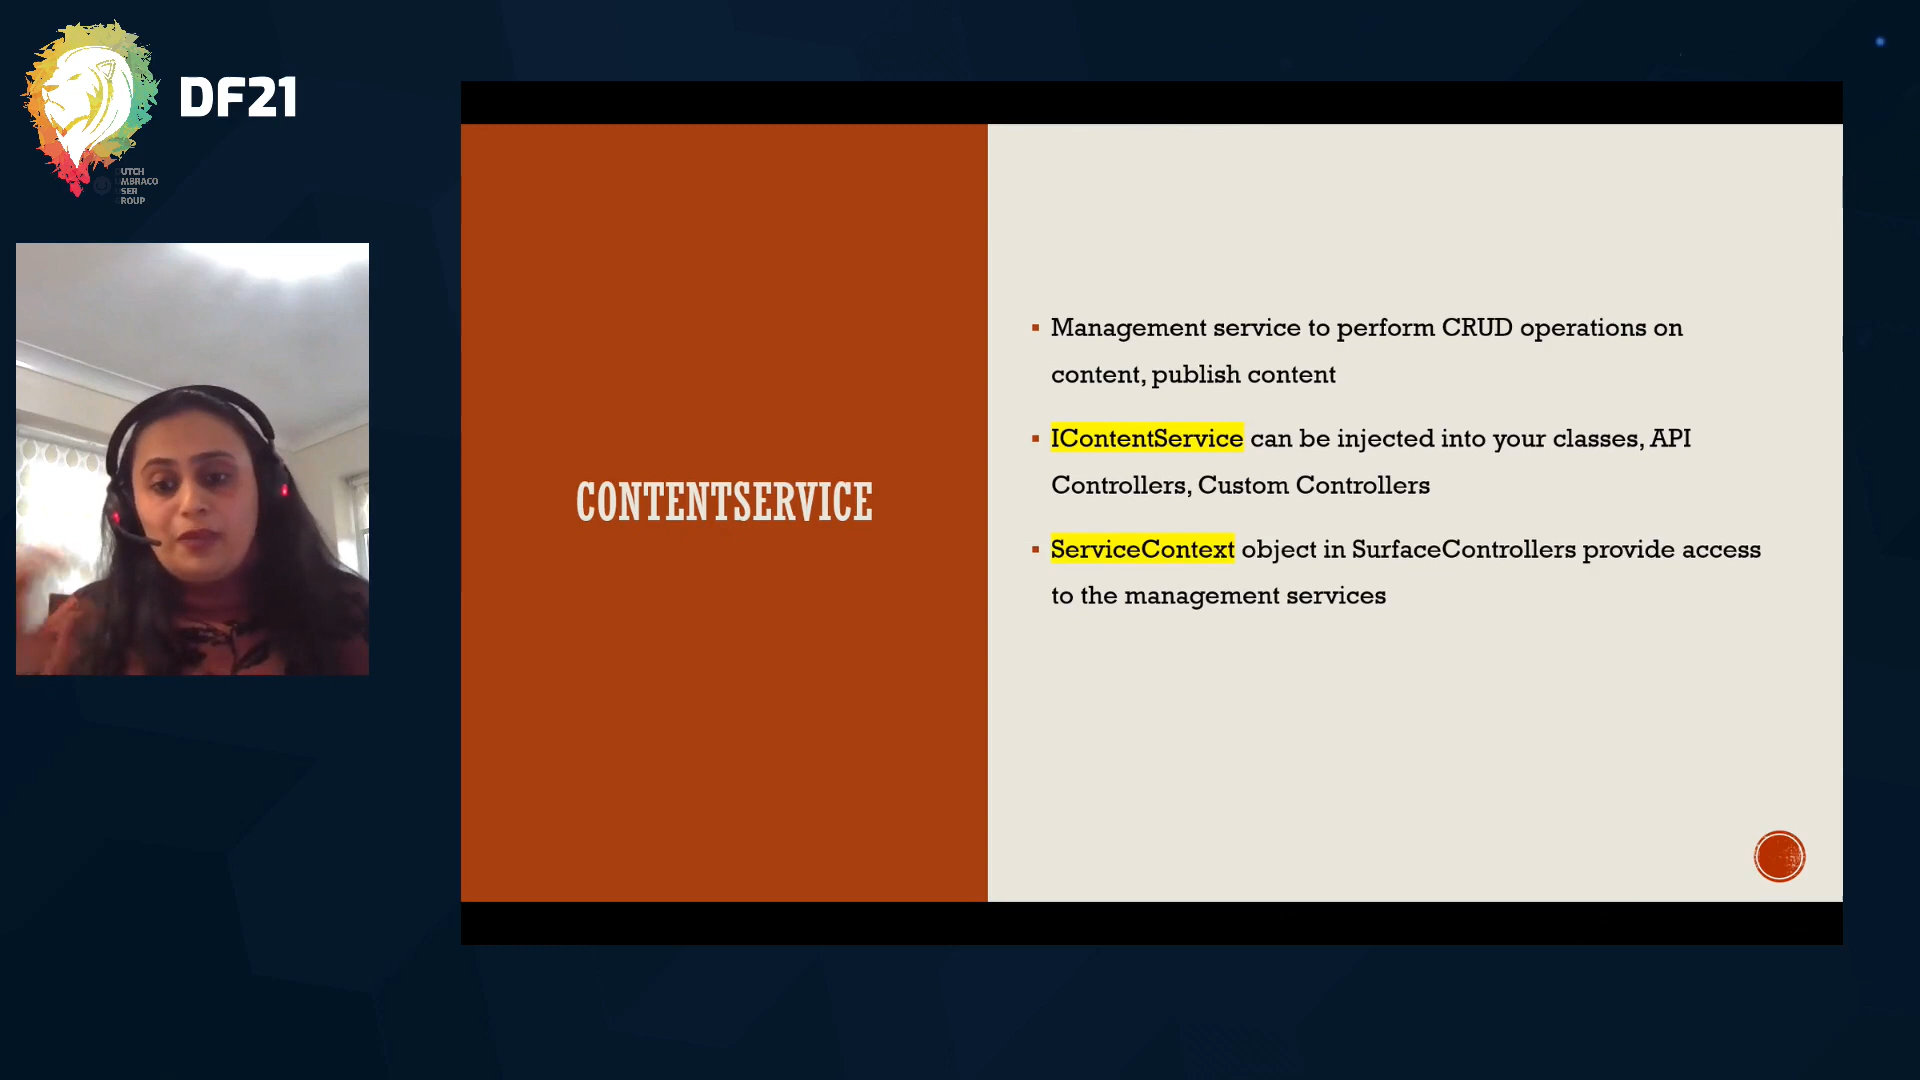 DF21
UTCH
MBRACO
SER
ROUP
CONTENTSERVICE
▪ Management service to perform CRUD operations on
content, publish content
▪ IContentService can be injected into your classes, API
Controllers, Custom Controllers
▪ ServiceContext object in SurfaceControllers provide access
to the management services